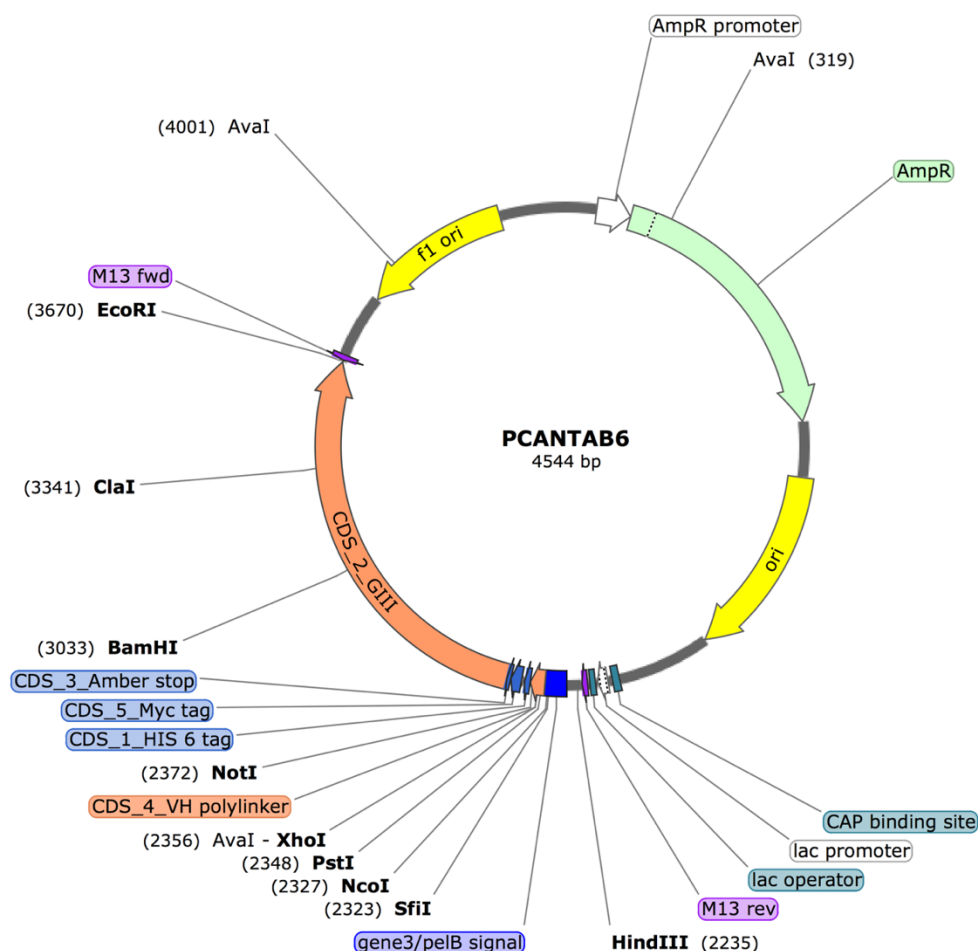 AmpR promoter
AvaI (319)
(4001) AvaI
AmpR
f1 ori
M13 fwd
(3670) EcoRI
PCANTAB6
4544 bp
(3341) ClaI
CDS_2_GIII
ori
(3033) BamHI
CDS_3_Amber stop
CDS_5_Myc tag
CDS_1_HIS 6 tag
(2372) NotI
CDS_4_VH polylinker
(2356) AvaI - XhoI
(2348) PstI
(2327) NcoI
(2323) SfiI
gene3/pelB signal
CAP binding site
lac promoter
lac operator
M13 rev
HindIII (2235)